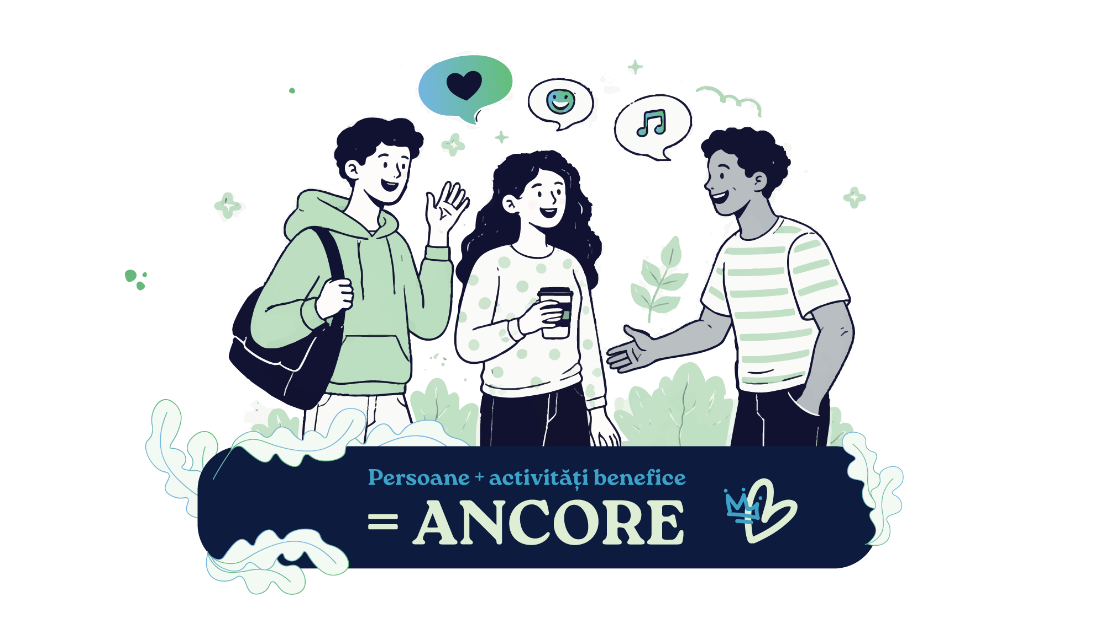 Persoane + activități benefice
= ANCORE